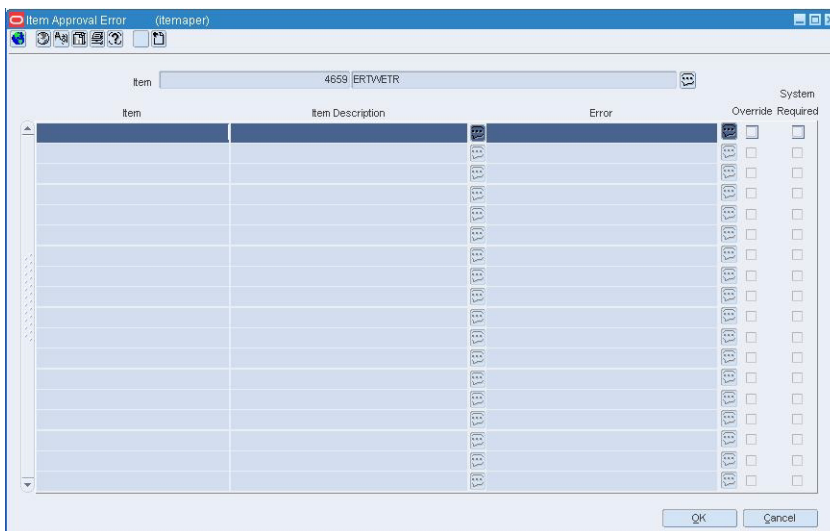 Item Approval Error (itemaper)
Item 4659 ERTWETR
System
Item Item Description Error Override Required
OK Cancel